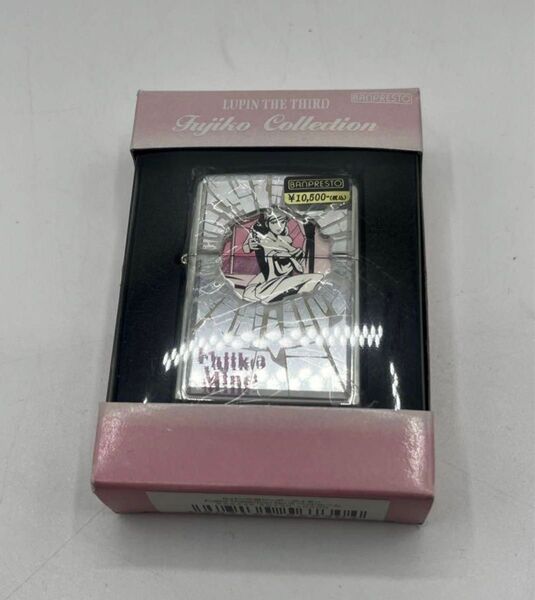 LUPIN THE THIRD
BANPRESTO
Fujiko Collection
BANPRESTO
¥10,500-(税込)
Fujiko
Mine